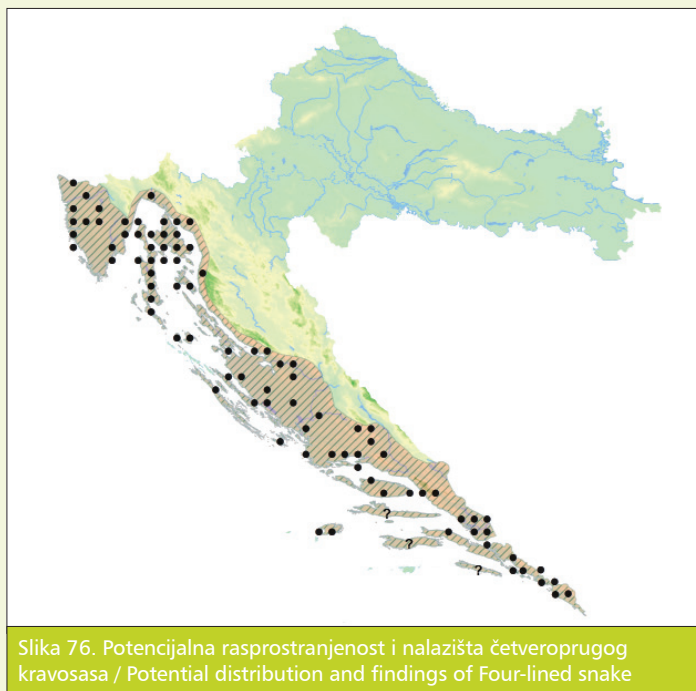 ?
?
?
Slika 76. Potencijalna rasprostranjenost i nalazišta četveroprugog
kravosasa / Potential distribution and findings of Four-lined snake